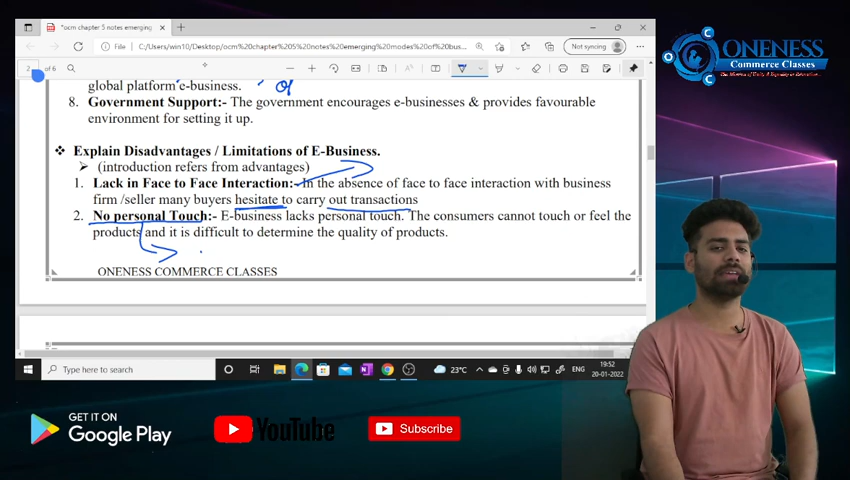 *ocm chapter 5 notes emerging
File
C:/Users/win10/Desktop/ocm%20chapter%205%20notes%20emerging%20modes%20of%20bus...
Not syncing
2 of 6
ONENESS
Commerce Classes
global platform e-business.
of
8. Government Support:- The government encourages e-businesses & provides favourable
environment for setting it up.
❖ Explain Disadvantages / Limitations of E-Business.
➢ (introduction refers from advantages)
1. Lack in Face to Face Interaction:- In the absence of face to face interaction with business
firm /seller many buyers hesitate to carry out transactions
2. No personal Touch:- E-business lacks personal touch. The consumers cannot touch or feel the
products and it is difficult to determine the quality of products.
ONENESS COMMERCE CLASSES
Type here to search
23°C
ENG
19:52
20-01-2022
GET IT ON
Google Play
YouTube
Subscribe